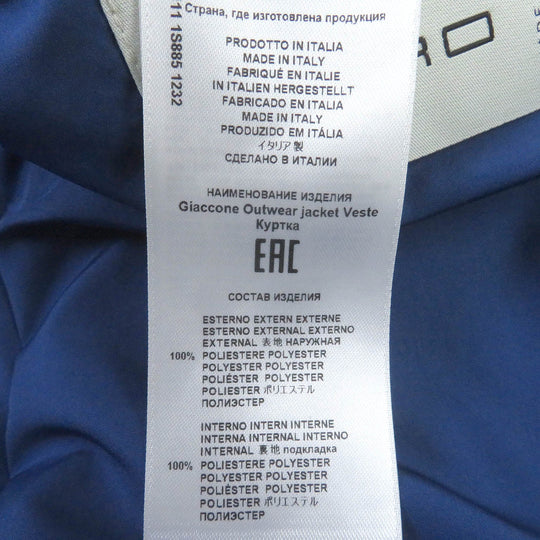 11 1S885 1232
Страна, где изготовлена продукция
PRODOTTO IN ITALIA
MADE IN ITALY
FABRIQUÉ EN ITALIE
IN ITALIEN HERGESTELLT
FABRICADO EN ITALIA
MADE IN ITALY
PRODUZIDO EM ITÁLIA
イタリア製
СДЕЛАНО В ИТАЛИИ
НАИМЕНОВАНИЕ ИЗДЕЛИЯ
Giaccone Outwear jacket Veste
Куртка
EAC
СОСТАВ ИЗДЕЛИЯ
ESTERNO EXTERN EXTERNE
ESTERNO EXTERNAL EXTERNO
EXTERNAL 表地 НАРУЖНАЯ
100% POLIESTERE POLYESTER
POLYESTER POLYESTER
POLIÉSTER POLYESTER
POLIESTER ポリエステル
ПОЛИЭСТЕР
INTERNO INTERN INTERNE
INTERNA INTERNAL INTERNO
INTERNAL 裏地 подкладка
100% POLIESTERE POLYESTER
POLYESTER POLYESTER
POLIÉSTER POLYESTER
POLIESTER ポリエステル
ПОЛИЭСТЕР
RO